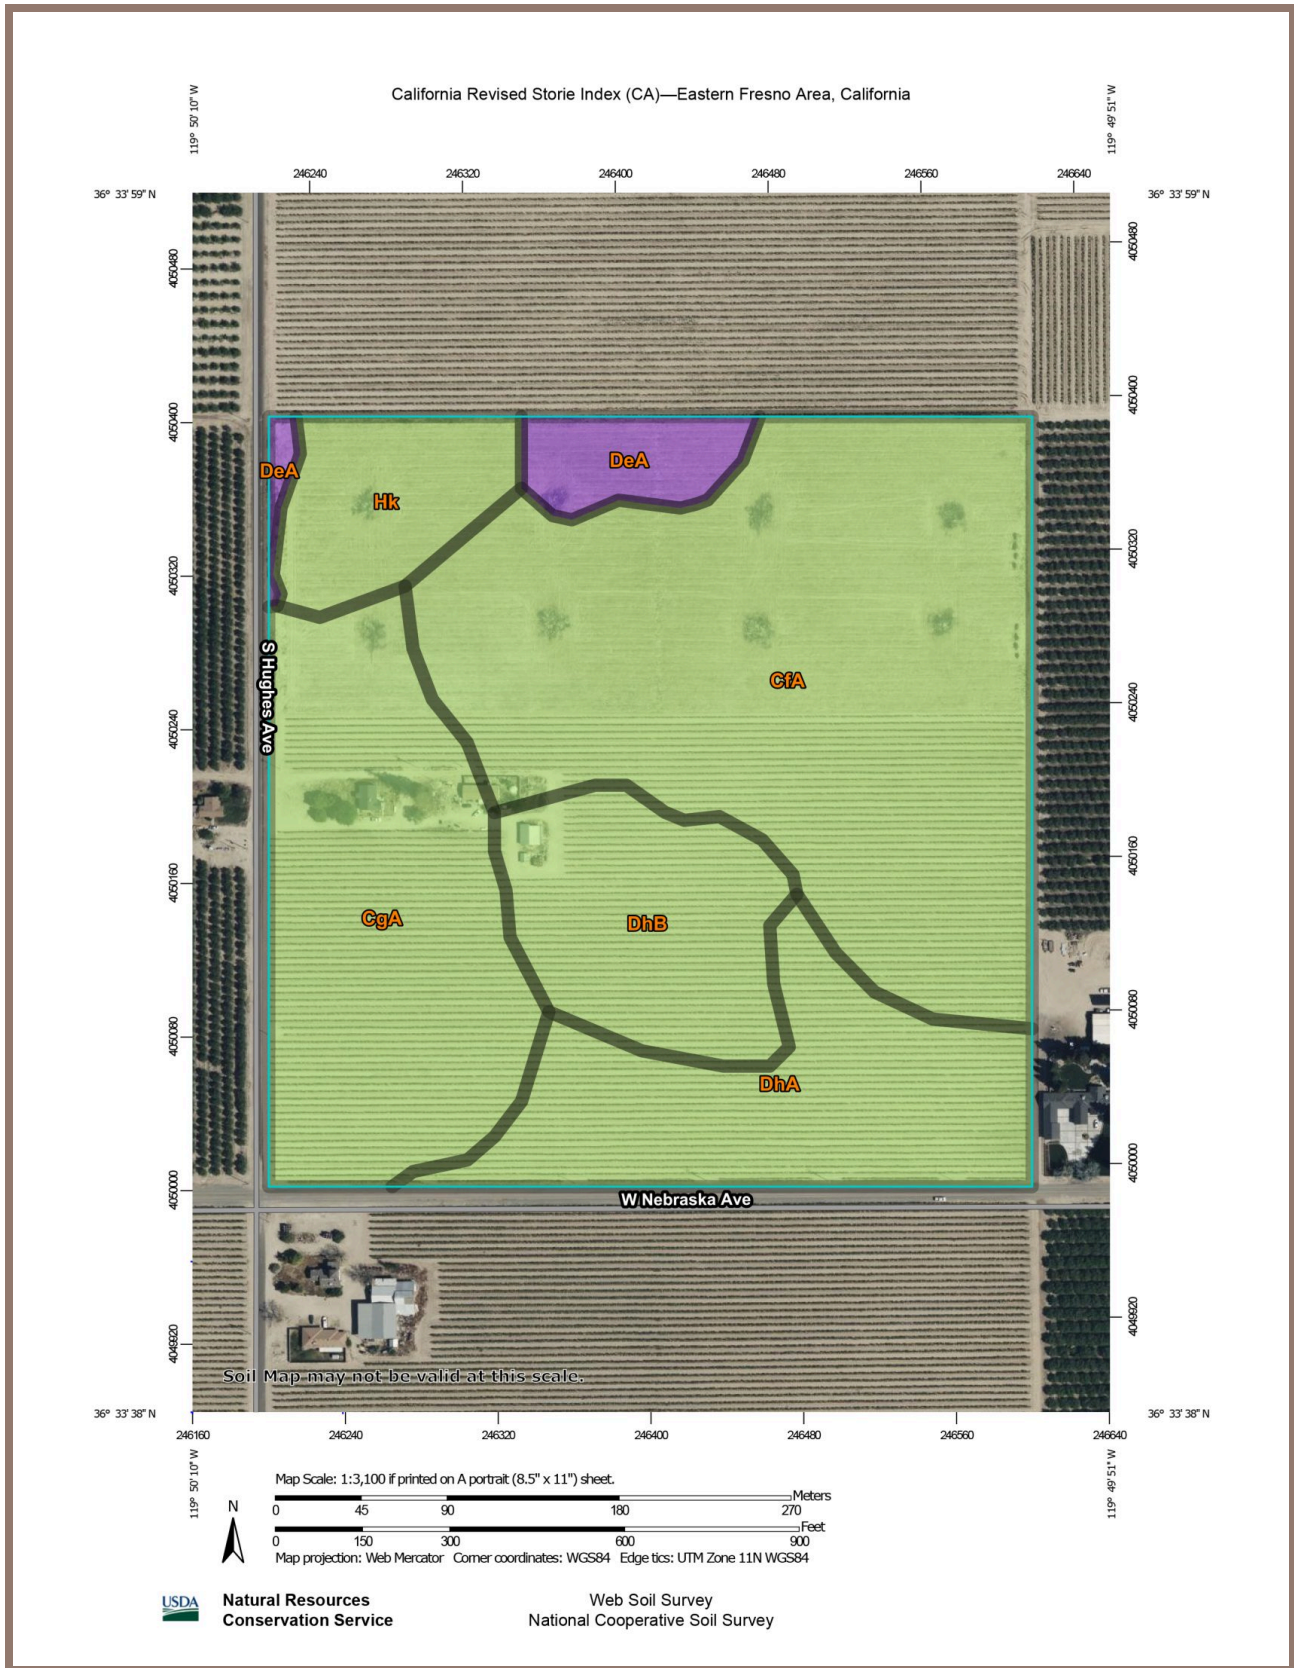 California Revised Storie Index (CA)—Eastern Fresno Area, California
119° 50' 10" W
119° 49' 51" W
246240
246320
246400
246480
246560
246640
36° 33' 59" N
36° 33' 59" N
4050480
4050480
4050400
4050400
DeA
DeA
Hk
4050320
4050320
S Hughes Ave
CfA
4050240
4050240
4050160
4050160
CgA
DhB
4050080
4050080
DhA
4050000
4050000
W Nebraska Ave
4049920
4049920
Soil Map may not be valid at this scale.
36° 33' 38" N
36° 33' 38" N
246160
246240
246320
246400
246480
246560
246640
119° 50' 10" W
119° 49' 51" W
Map Scale: 1:3,100 if printed on A portrait (8.5" x 11") sheet.
N
Meters
0 45 90 180 270
Feet
0 150 300 600 900
Map projection: Web Mercator Corner coordinates: WGS84 Edge tics: UTM Zone 11N WGS84
USDA
Natural Resources
Conservation Service
Web Soil Survey
National Cooperative Soil Survey